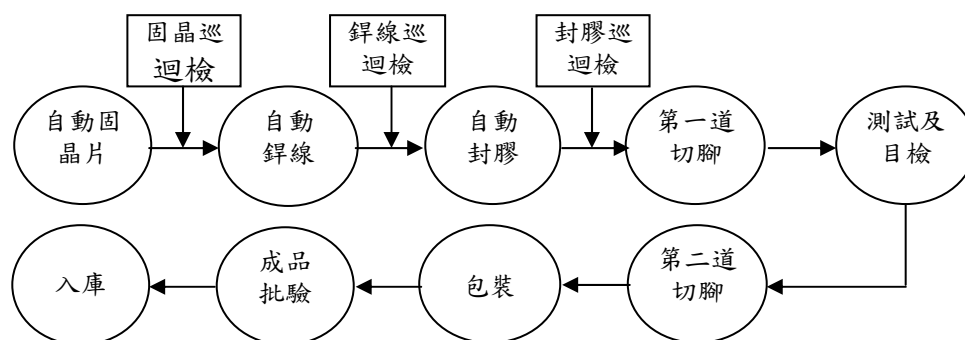 固晶巡
迴檢
銲線巡
迴檢
封膠巡
迴檢
自動固
晶片
自動
銲線
自動
封膠
第一道
切腳
測試及
目檢
第二道
切腳
包裝
成品
批驗
入庫